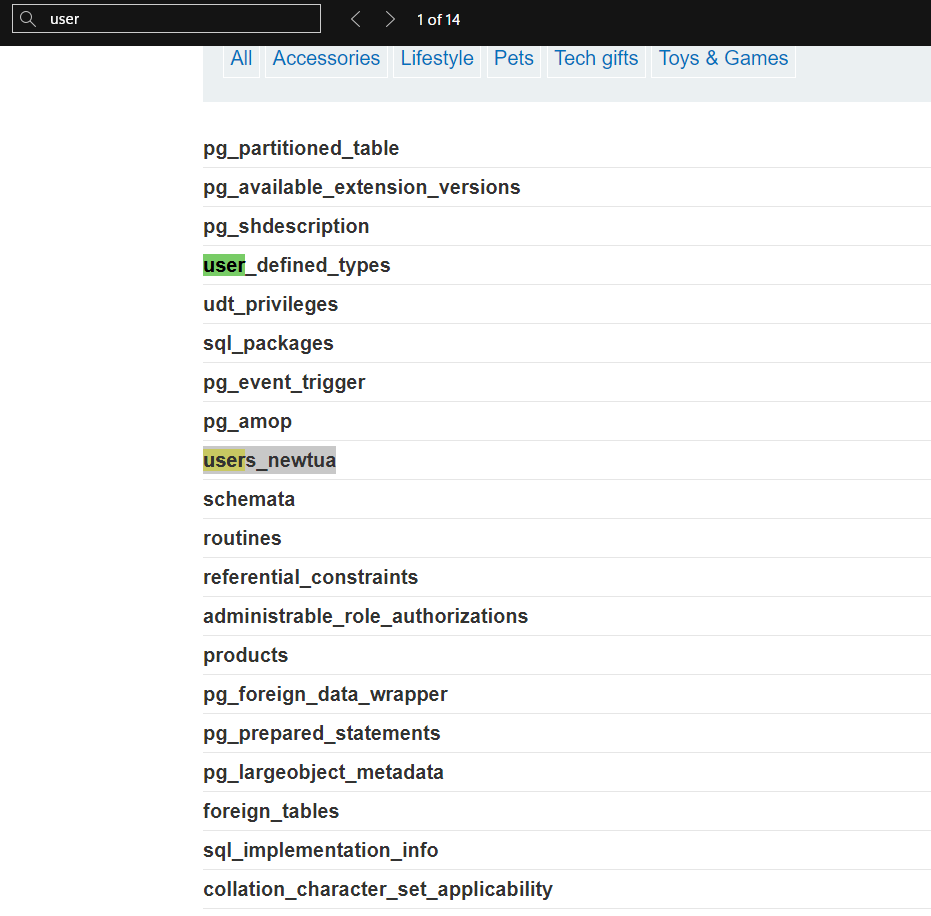 user 1 of 14
All Accessories Lifestyle Pets Tech gifts Toys & Games
pg_partitioned_table
pg_available_extension_versions
pg_shdescription
user_defined_types
udt_privileges
sql_packages
pg_event_trigger
pg_amop
users_newtua
schemata
routines
referential_constraints
administrable_role_authorizations
products
pg_foreign_data_wrapper
pg_prepared_statements
pg_largeobject_metadata
foreign_tables
sql_implementation_info
collation_character_set_applicability